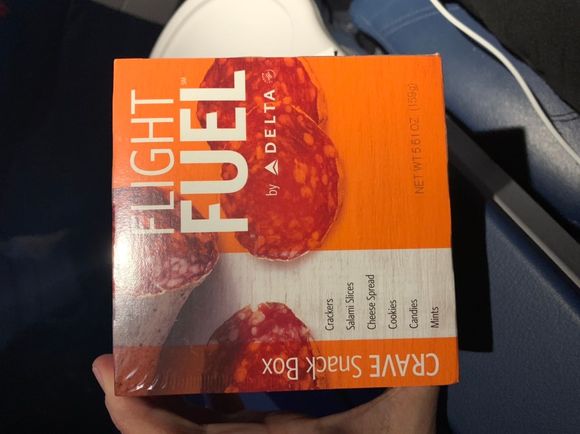 FLIGHT
FUEL™
by DELTA
NET WT 5.61 OZ (159g)
Crackers
Salami Slices
Cheese Spread
Cookies
Candies
Mints
CRAVE Snack Box